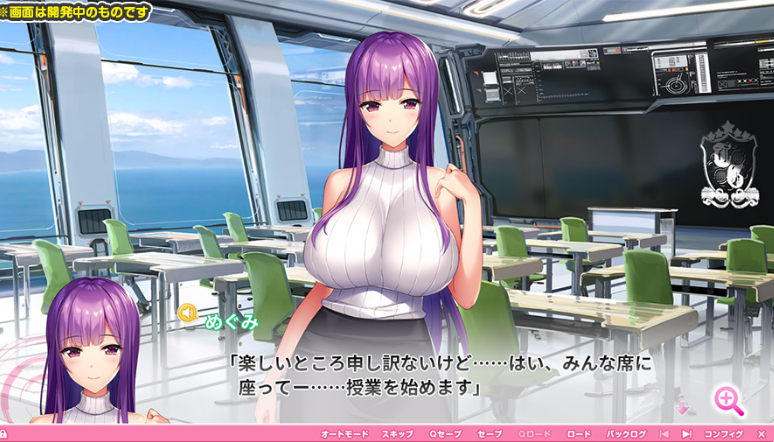 ※画面は開発中のものです
めぐみ
「楽しいところ申し訳ないけど……はい、みんな席に
座ってー……授業を始めます」
オートモード スキップ Qセーブ セーブ Qロード ロード バックログ コンフィグ